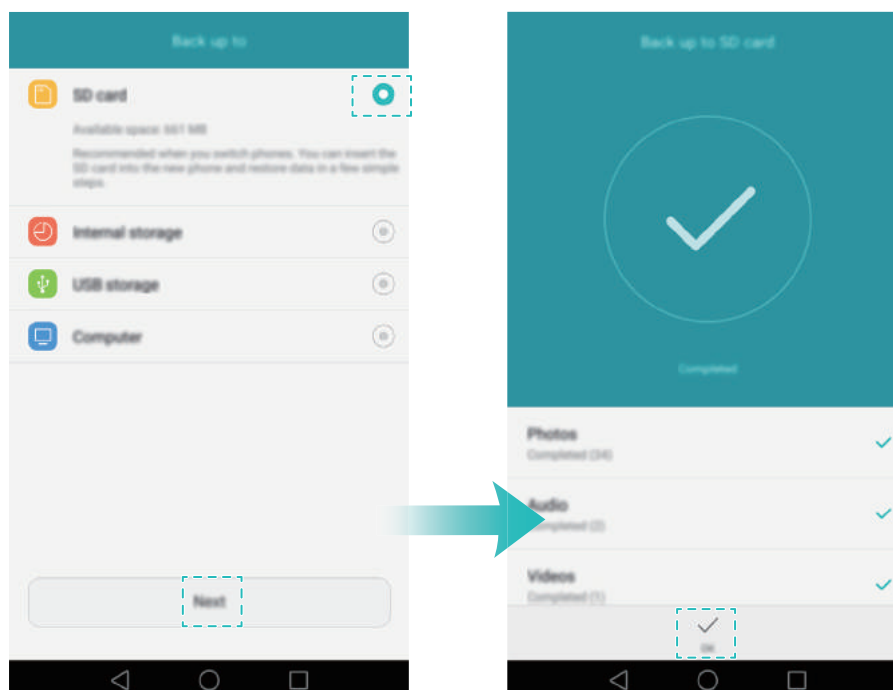 Back up to
SD card
Available space: 661 MB
Recommended when you switch phones. You can insert the
SD card into the new phone and restore data in a few simple
steps.
Internal storage
USB storage
Computer
Next
Back up to SD card
Completed
Photos
Completed (24)
Audio
Completed (2)
Videos
Completed (1)
OK